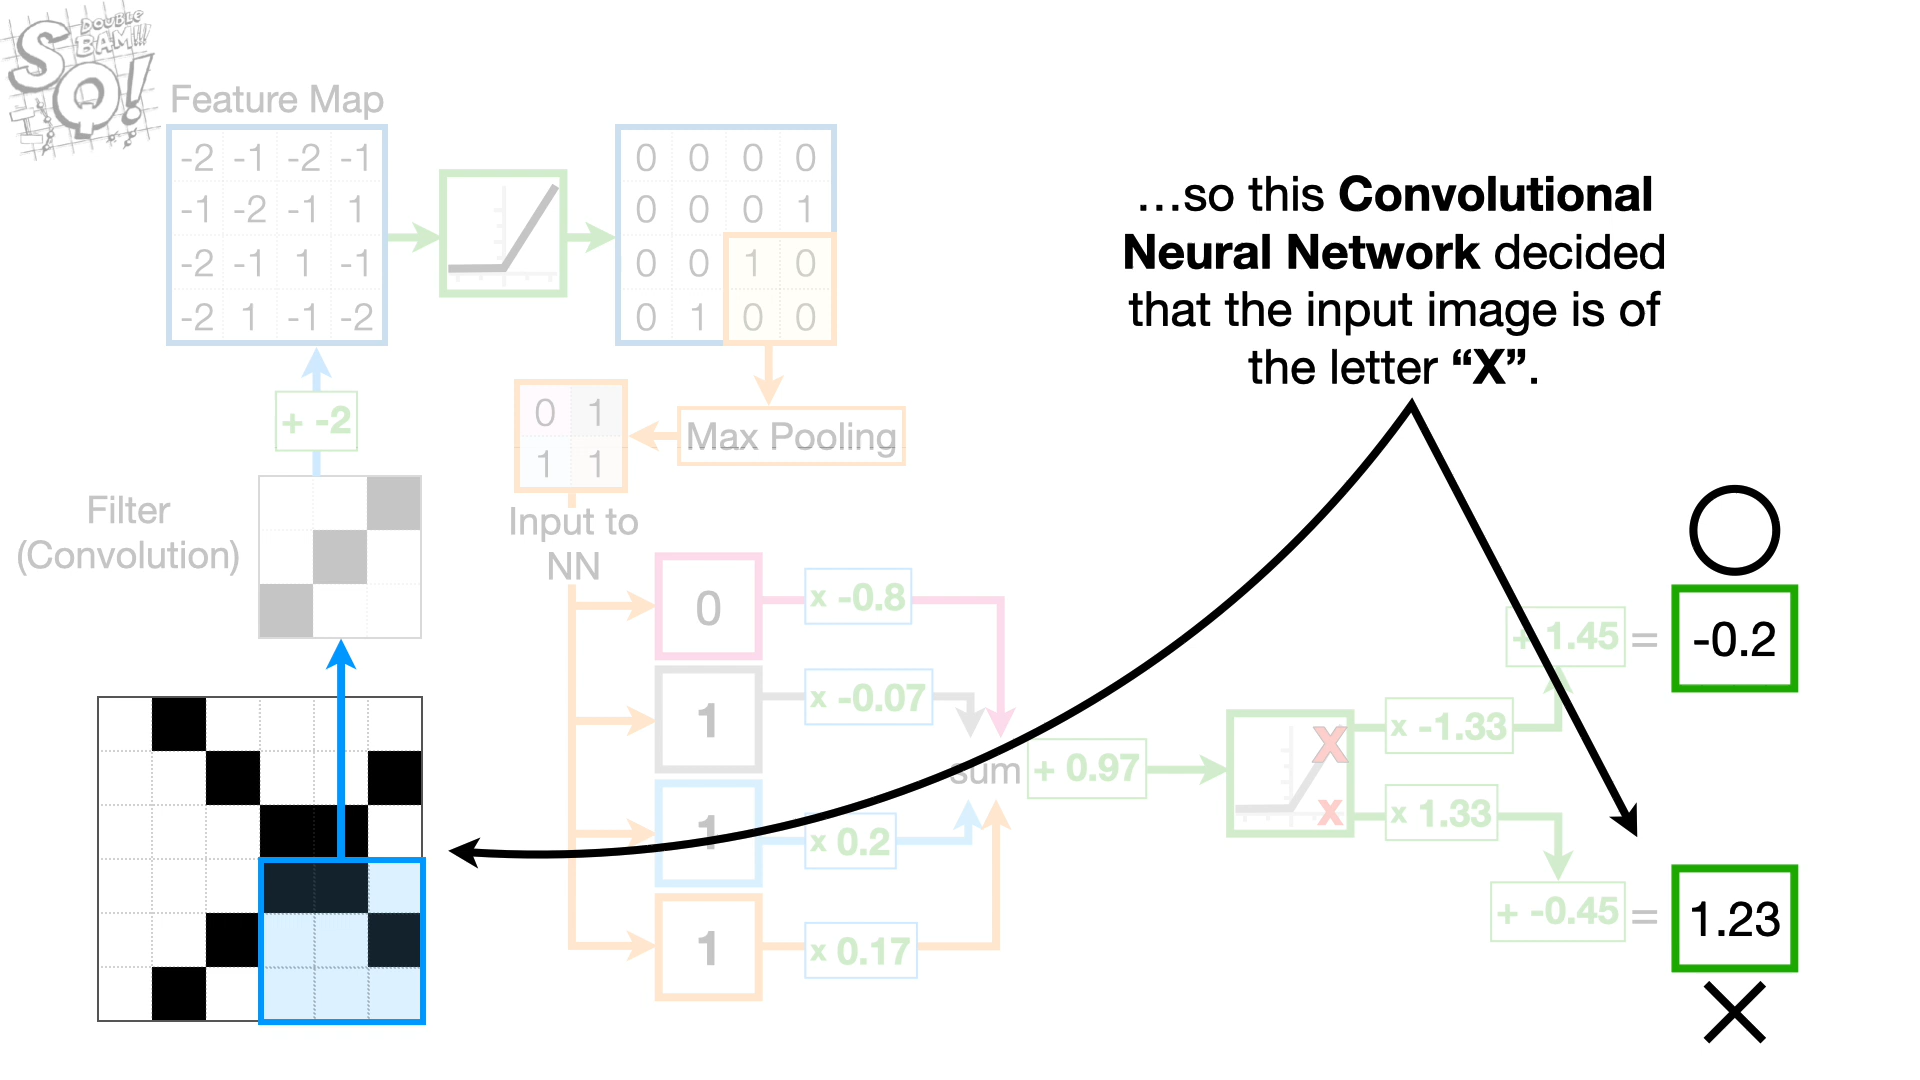 DOUBLE
BAM!!!
SQ!
Feature Map
-2 -1 -2 -1
-1 -2 -1 1
-2 -1 1 -1
-2 1 -1 -2
0 0 0 0
0 0 0 1
0 0 1 0
0 1 0 0
…so this Convolutional
Neural Network decided
that the input image is of
the letter “X”.
+ -2
0 1
1 1
Max Pooling
Filter
(Convolution)
Input to
NN
0
x -0.8
1
x -0.07
1
x 0.2
1
x 0.17
sum
+ 0.97
X
x
x -1.33
x 1.33
+ 1.45
=
-0.2
+ -0.45
=
1.23